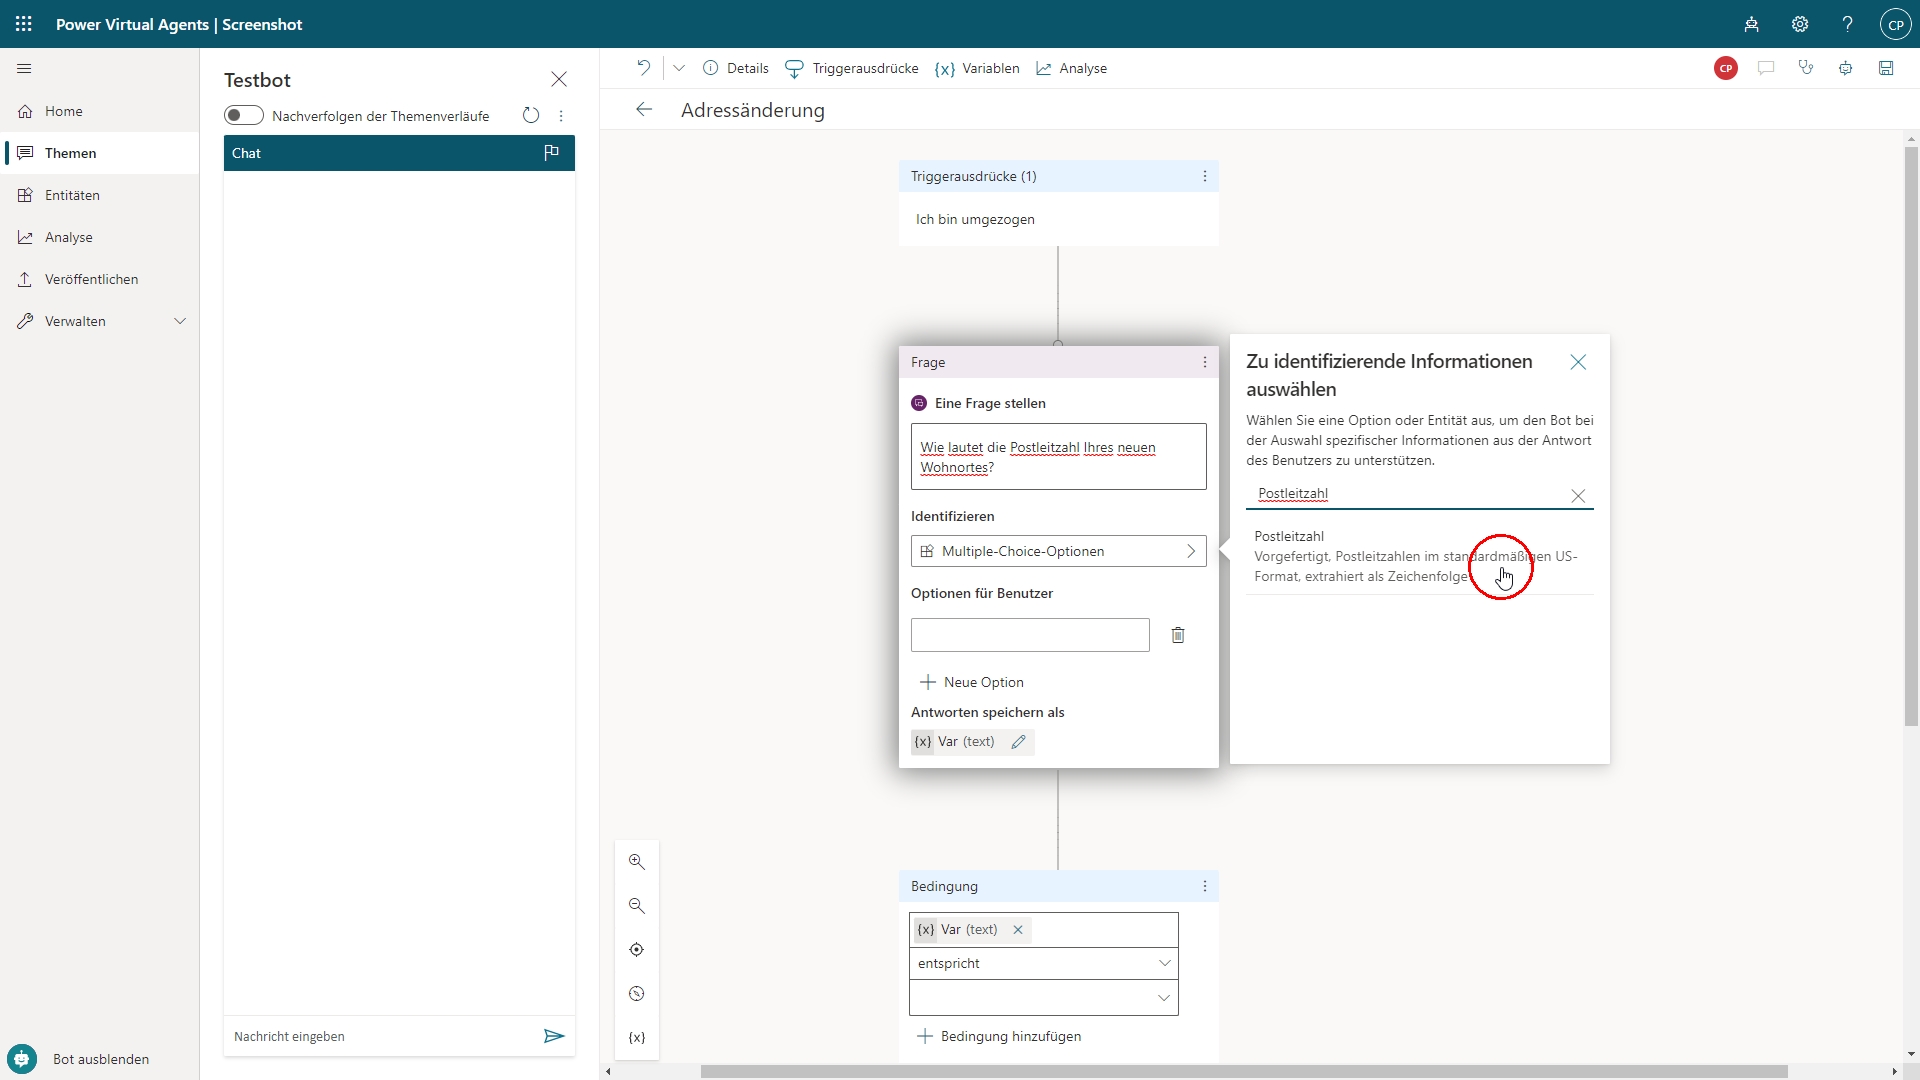 Power Virtual Agents | Screenshot
CP
Home
Themen
Entitäten
Analyse
Veröffentlichen
Verwalten
Bot ausblenden
Testbot
Nachverfolgen der Themenverläufe
Chat
Nachricht eingeben
Details
Triggerausdrücke
{x} Variablen
Analyse
CP
Adressänderung
Triggerausdrücke (1)
Ich bin umgezogen
Frage
Eine Frage stellen
Wie lautet die Postleitzahl Ihres neuen
Wohnortes?
Identifizieren
Multiple-Choice-Optionen
Optionen für Benutzer
Neue Option
Antworten speichern als
{x} Var (text)
Zu identifizierende Informationen
auswählen
Wählen Sie eine Option oder Entität aus, um den Bot bei
der Auswahl spezifischer Informationen aus der Antwort
des Benutzers zu unterstützen.
Postleitzahl
Postleitzahl
Vorgefertigt, Postleitzahlen im standardmäßigen US-
Format, extrahiert als Zeichenfolge
Bedingung
{x} Var (text)
entspricht
Bedingung hinzufügen
{x}